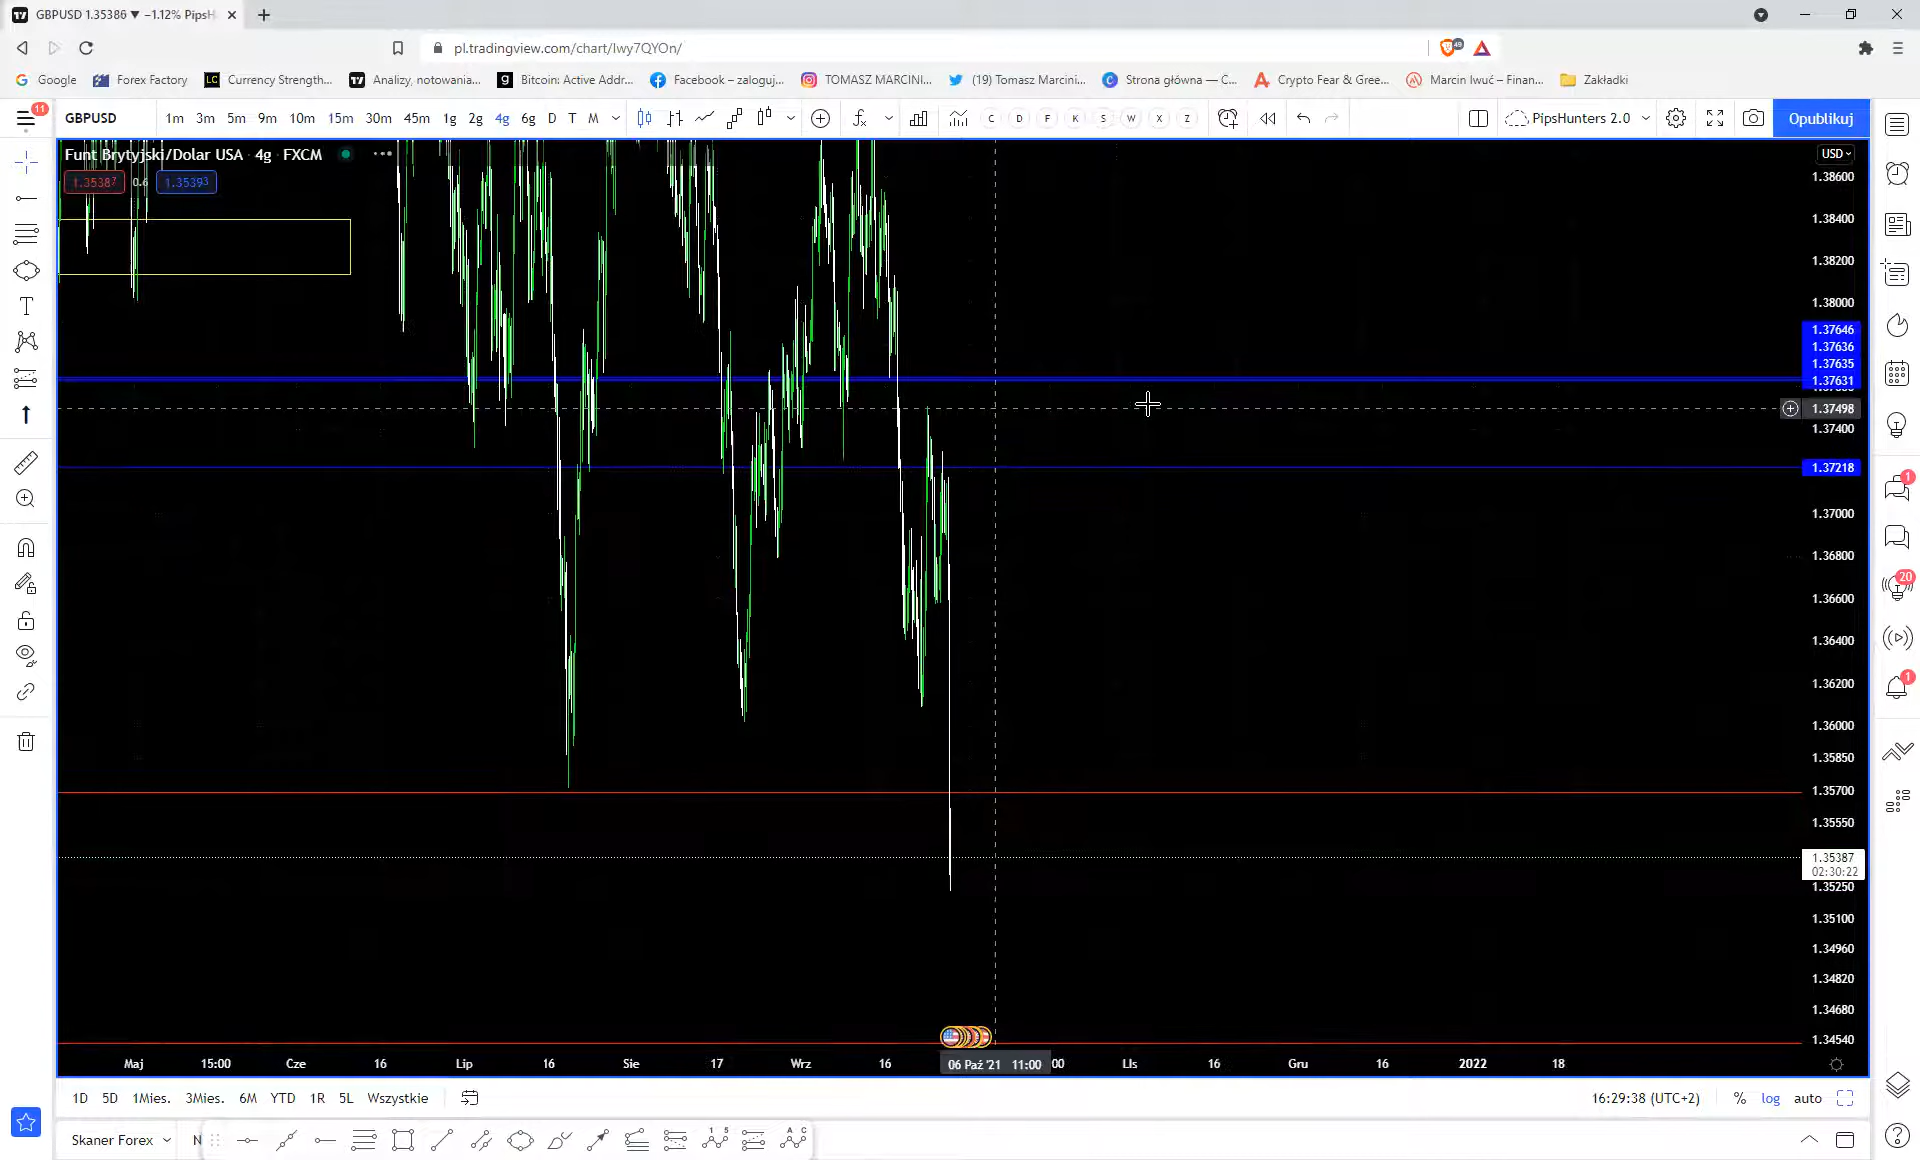 GBPUSD 1.35386 ▼ −1.12% PipsH
pl.tradingview.com/chart/Iwy7QYOn/
49
Google
Forex Factory
LC Currency Strength...
Analizy, notowania...
Bitcoin: Active Addr...
Facebook – zaloguj...
TOMASZ MARCINI...
(19) Tomasz Marcini...
Strona główna — C...
Crypto Fear & Gree...
Marcin Iwuć – Finan...
Zakładki
11
GBPUSD
1m 3m 5m 9m 10m 15m 30m 45m 1g 2g 4g 6g D T M
C D F K S W X Z
PipsHunters 2.0
Opublikuj
Funt Brytyjski/Dolar USA · 4g · FXCM
USD
1.35387 0.6 1.35393
1.38600
1.38400
1.38200
1.38000
1.37646
1.37636
1.37635
1.37631
1.37498
1.37400
1.37218
1.37000
1.36800
1.36600
1.36400
1.36200
1.36000
1.35850
1.35700
1.35550
1.35387
02:30:22
1.35250
1.35100
1.34960
1.34820
1.34680
1.34540
1
20
1
Maj 15:00 Cze 16 Lip 16 Sie 17 Wrz 16 06 Paź '21 11:00 :00 LIs 16 Gru 16 2022 18
1D 5D 1Mies. 3Mies. 6M YTD 1R 5L Wszystkie
16:29:38 (UTC+2) % log auto
Skaner Forex N